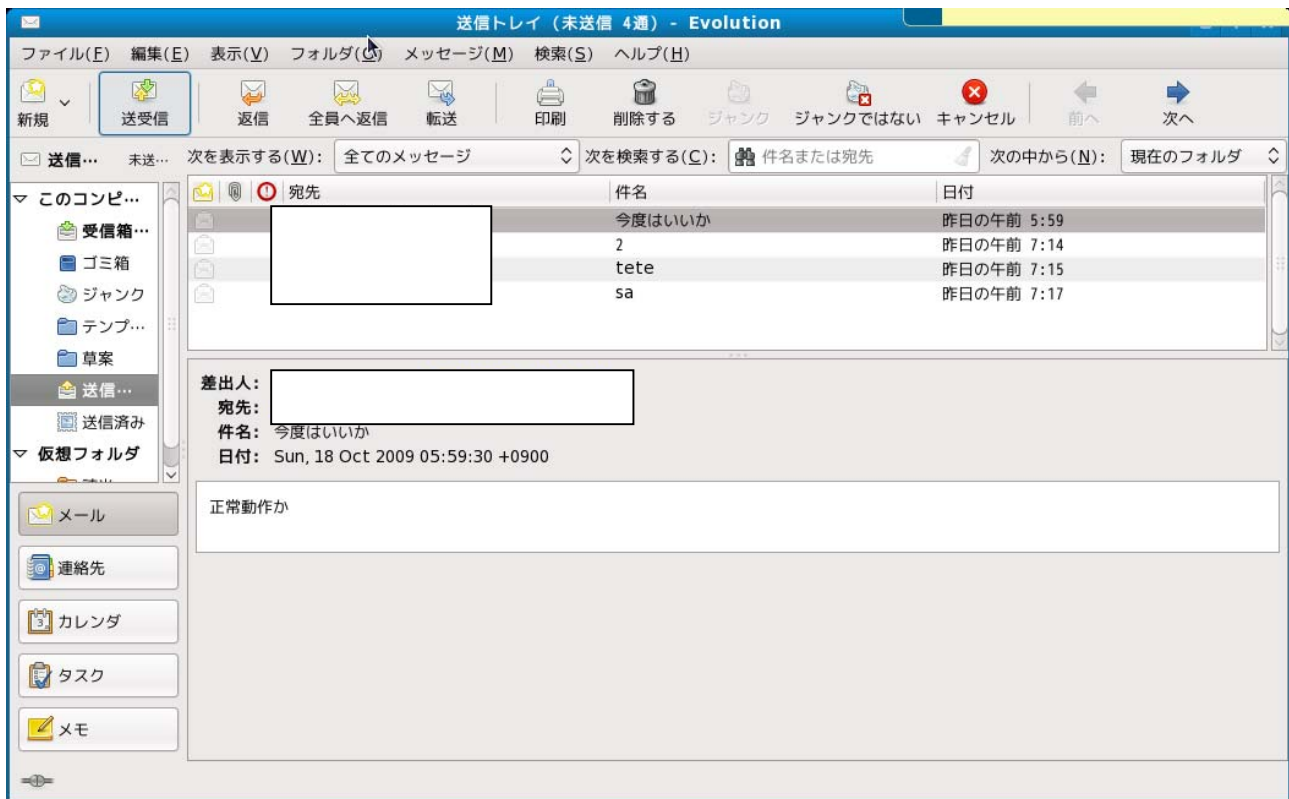 送信トレイ (未送信 4通) - Evolution
ファイル(F) 編集(E) 表示(V) フォルダ(O) メッセージ(M) 検索(S) ヘルプ(H)
新規 送受信 返信 全員へ返信 転送 印刷 削除する ジャンク ジャンクではない キャンセル 前へ 次へ
送信… 未送… 次を表示する(W): 全てのメッセージ 次を検索する(C): 件名または宛先 次の中から(N): 現在のフォルダ
宛先 件名 日付
今度はいいか 昨日の午前 5:59
2 昨日の午前 7:14
tete 昨日の午前 7:15
sa 昨日の午前 7:17
▽ このコンピ…
受信箱…
ゴミ箱
ジャンク
テンプ…
草案
送信…
送信済み
▽ 仮想フォルダ
差出人:
宛先:
件名: 今度はいいか
日付: Sun, 18 Oct 2009 05:59:30 +0900
正常動作か
メール
連絡先
カレンダ
タスク
メモ